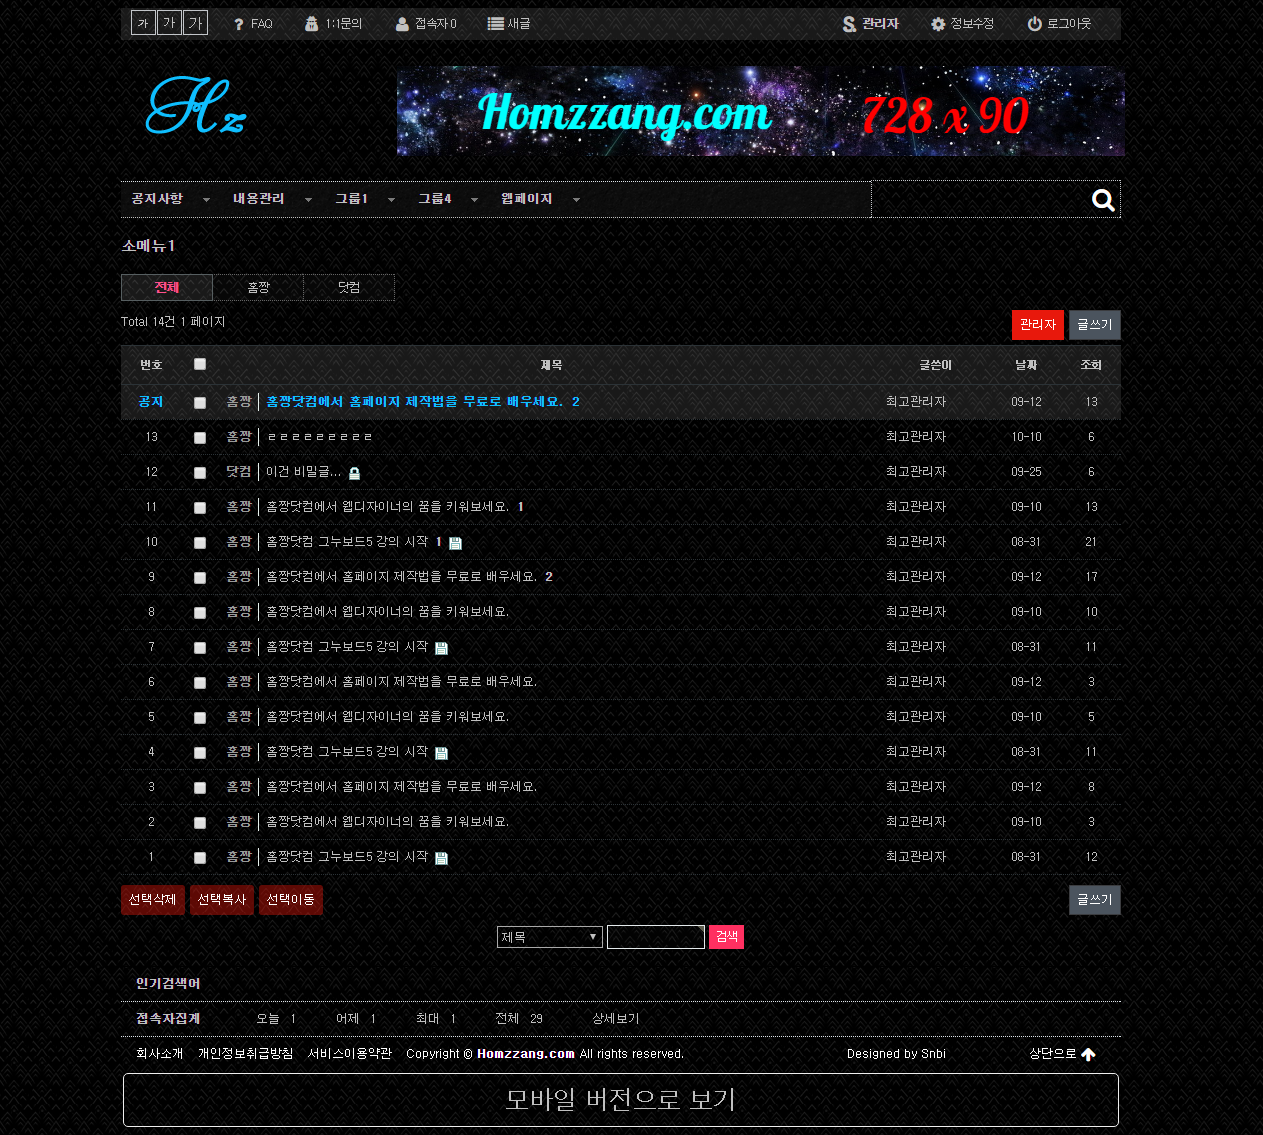 가 가 가 ? FAQ 1:1문의 접속자 0 새글 관리자 정보수정 로그아웃
Hz
Homzzang.com 728 x 90
공지사항 내용관리 그룹1 그룹4 웹페이지
소메뉴1
전체 홈짱 닷컴
Total 14건 1 페이지 관리자 글쓰기
번호 제목 글쓴이 날짜 조회
공지 홈짱 홈짱닷컴에서 홈페이지 제작법을 무료로 배우세요. 2 최고관리자 09-12 13
13 홈짱 ㄹㄹㄹㄹㄹㄹㄹㄹㄹ 최고관리자 10-10 6
12 닷컴 이건 비밀글... 최고관리자 09-25 6
11 홈짱 홈짱닷컴에서 웹디자이너의 꿈을 키워보세요. 1 최고관리자 09-10 13
10 홈짱 홈짱닷컴 그누보드5 강의 시작 1 최고관리자 08-31 21
9 홈짱 홈짱닷컴에서 홈페이지 제작법을 무료로 배우세요. 2 최고관리자 09-12 17
8 홈짱 홈짱닷컴에서 웹디자이너의 꿈을 키워보세요. 최고관리자 09-10 10
7 홈짱 홈짱닷컴 그누보드5 강의 시작 최고관리자 08-31 11
6 홈짱 홈짱닷컴에서 홈페이지 제작법을 무료로 배우세요. 최고관리자 09-12 3
5 홈짱 홈짱닷컴에서 웹디자이너의 꿈을 키워보세요. 최고관리자 09-10 5
4 홈짱 홈짱닷컴 그누보드5 강의 시작 최고관리자 08-31 11
3 홈짱 홈짱닷컴에서 홈페이지 제작법을 무료로 배우세요. 최고관리자 09-12 8
2 홈짱 홈짱닷컴에서 웹디자이너의 꿈을 키워보세요. 최고관리자 09-10 3
1 홈짱 홈짱닷컴 그누보드5 강의 시작 최고관리자 08-31 12
선택삭제 선택복사 선택이동 글쓰기
제목 검색
인기검색어
접속자집계 오늘 1 어제 1 최대 1 전체 29 상세보기
회사소개 개인정보취급방침 서비스이용약관 Copyright © Homzzang.com All rights reserved. Designed by Snbi 상단으로
모바일 버전으로 보기